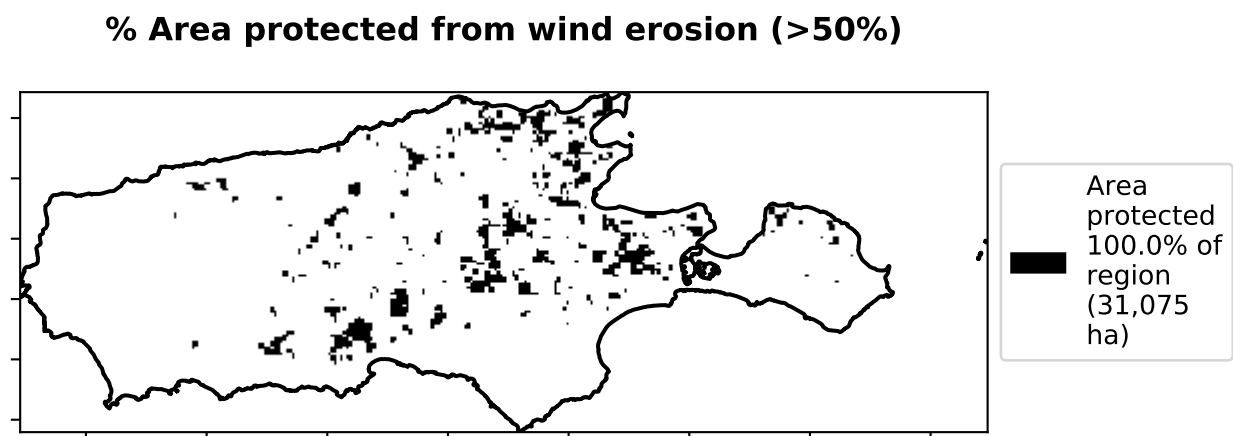 % Area protected from wind erosion (>50%)
Area
protected
100.0% of
region
(31,075
ha)